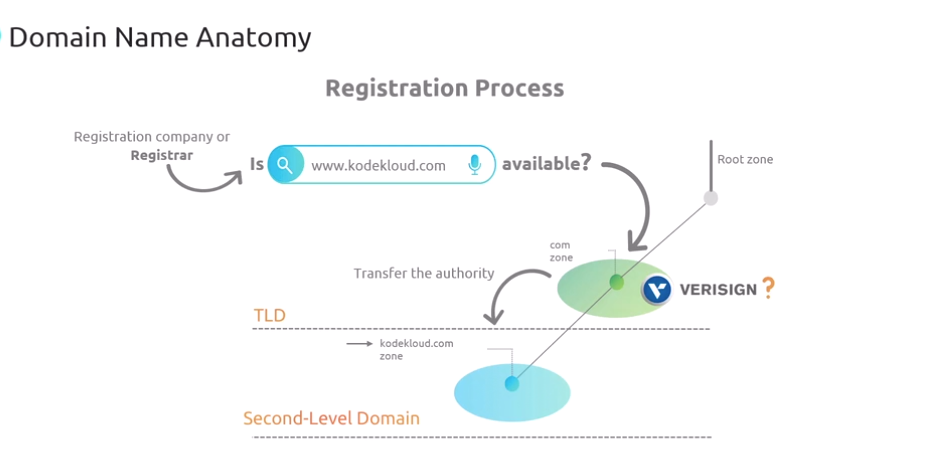 Domain Name Anatomy
Registration Process
Registration company or
Registrar
Is
www.kodekloud.com
available?
Root zone
com
zone
Transfer the authority
VERISIGN ?
TLD
kodekloud.com
zone
Second-Level Domain